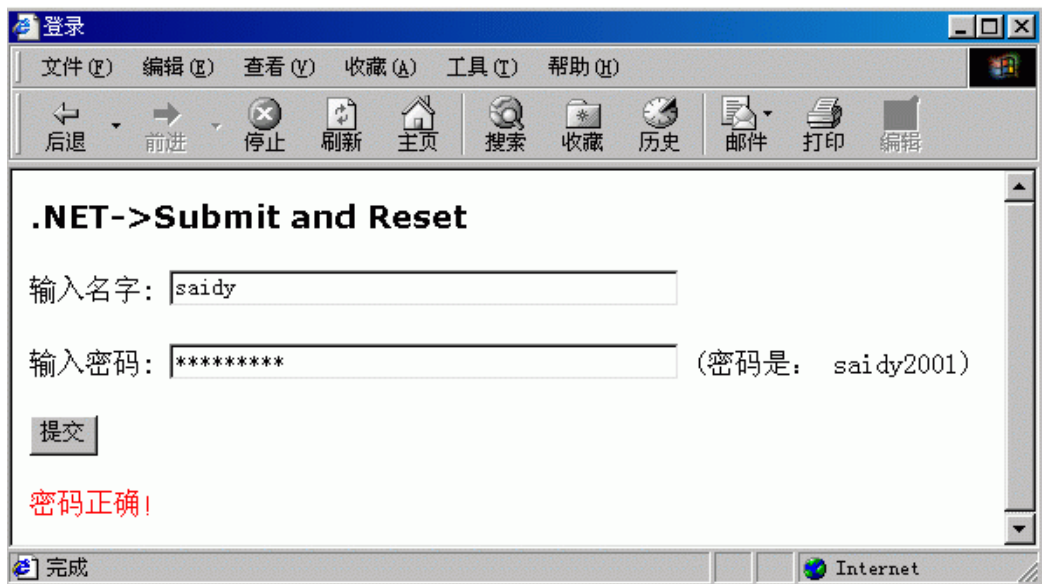 登录
文件(F) 编辑(E) 查看(V) 收藏(A) 工具(T) 帮助(H)
后退 前进 停止 刷新 主页 搜索 收藏 历史 邮件 打印 编辑
.NET->Submit and Reset
输入名字: saidy
输入密码: ********* (密码是: saidy2001)
提交
密码正确!
完成 Internet